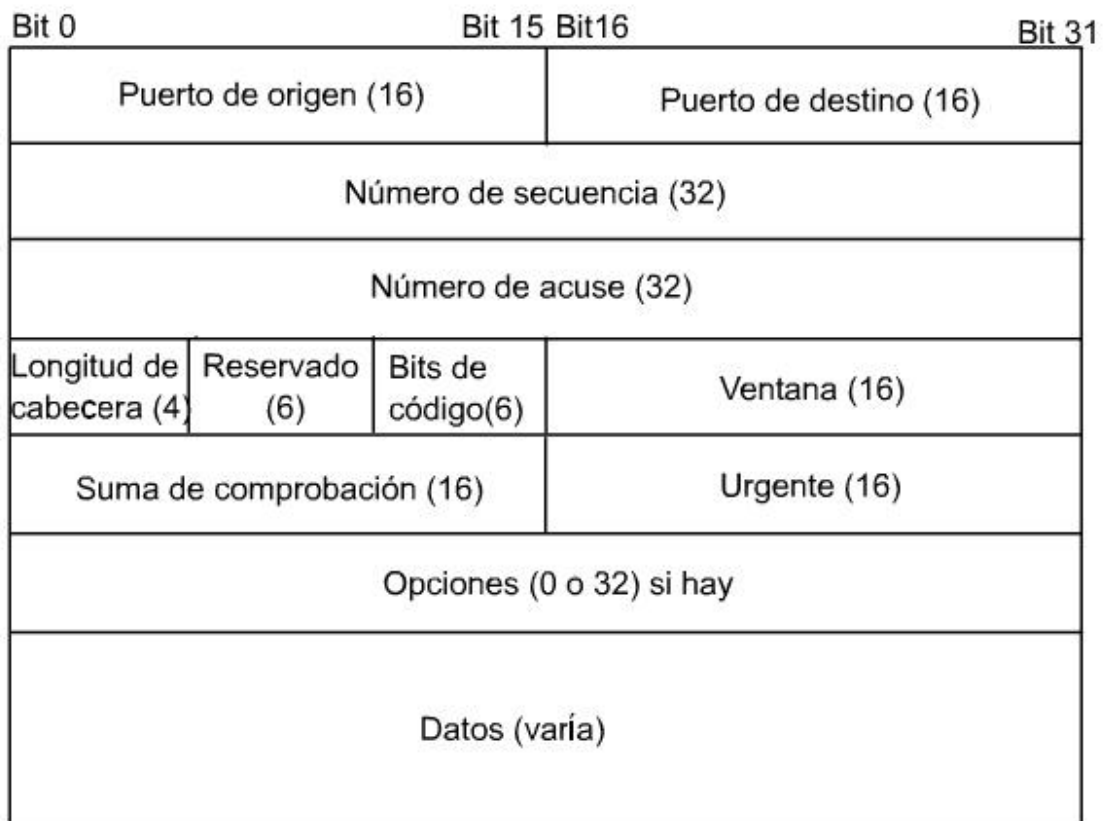 Bit 0 Bit 15 Bit16 Bit 31
Puerto de origen (16) Puerto de destino (16)
Número de secuencia (32)
Número de acuse (32)
Longitud de
cabecera (4)
Reservado
(6)
Bits de
código(6)
Ventana (16)
Suma de comprobación (16) Urgente (16)
Opciones (0 o 32) si hay
Datos (varía)